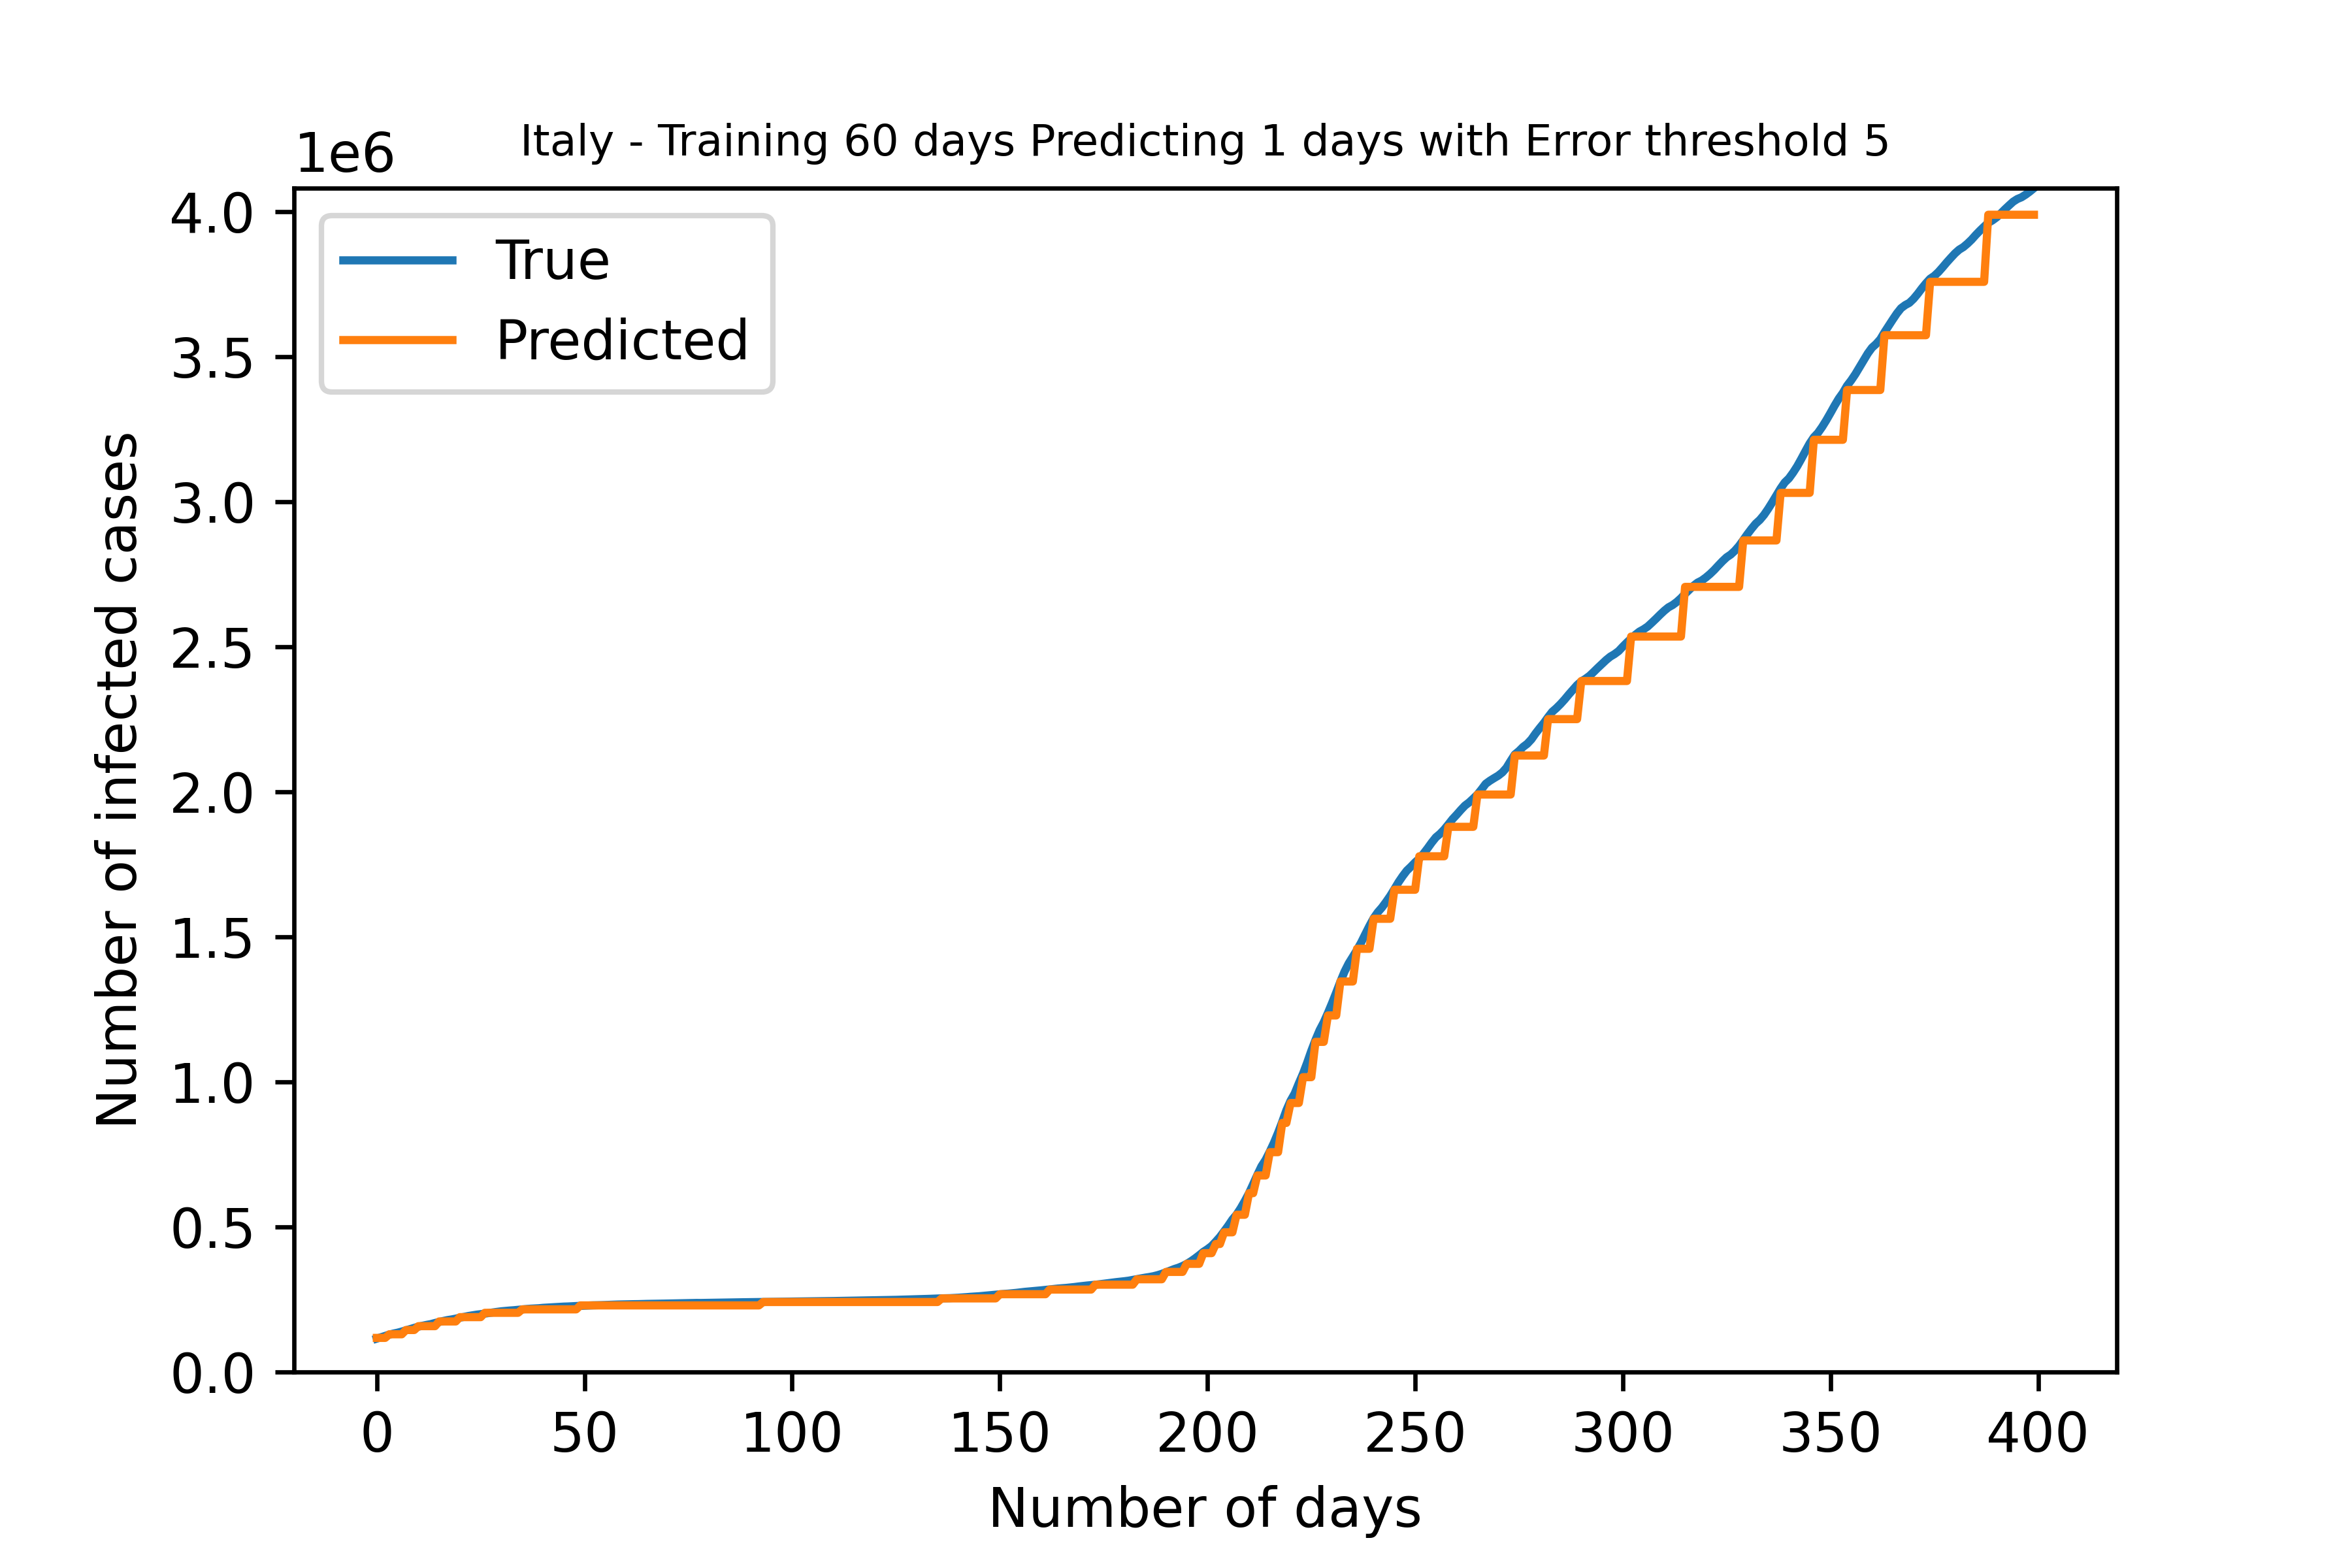 Italy - Training 60 days Predicting 1 days with Error threshold 5
1e6
True
Predicted
4.0
3.5
3.0
2.5
2.0
1.5
1.0
0.5
0.0
Number of infected cases
0 50 100 150 200 250 300 350 400
Number of days